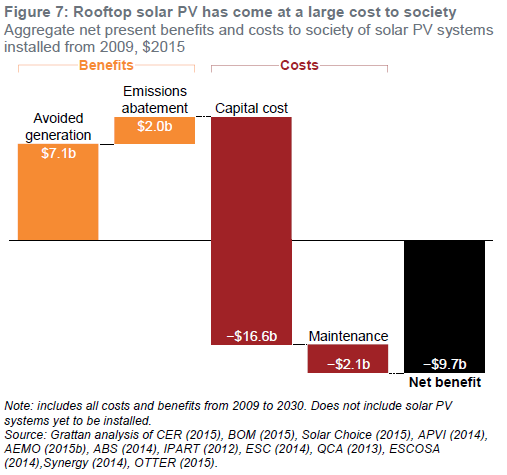 Figure 7: Rooftop solar PV has come at a large cost to society
Aggregate net present benefits and costs to society of solar PV systems
installed from 2009, $2015
Benefits
Costs
Avoided
generation
$7.1b
Emissions
abatement
$2.0b
Capital cost
−$16.6b
Maintenance
−$2.1b
−$9.7b
Net benefit
Note: includes all costs and benefits from 2009 to 2030. Does not include solar PV
systems yet to be installed.
Source: Grattan analysis of CER (2015), BOM (2015), Solar Choice (2015), APVI (2014),
AEMO (2015b), ABS (2014), IPART (2012), ESC (2014), QCA (2013), ESCOSA
(2014),Synergy (2014), OTTER (2015).